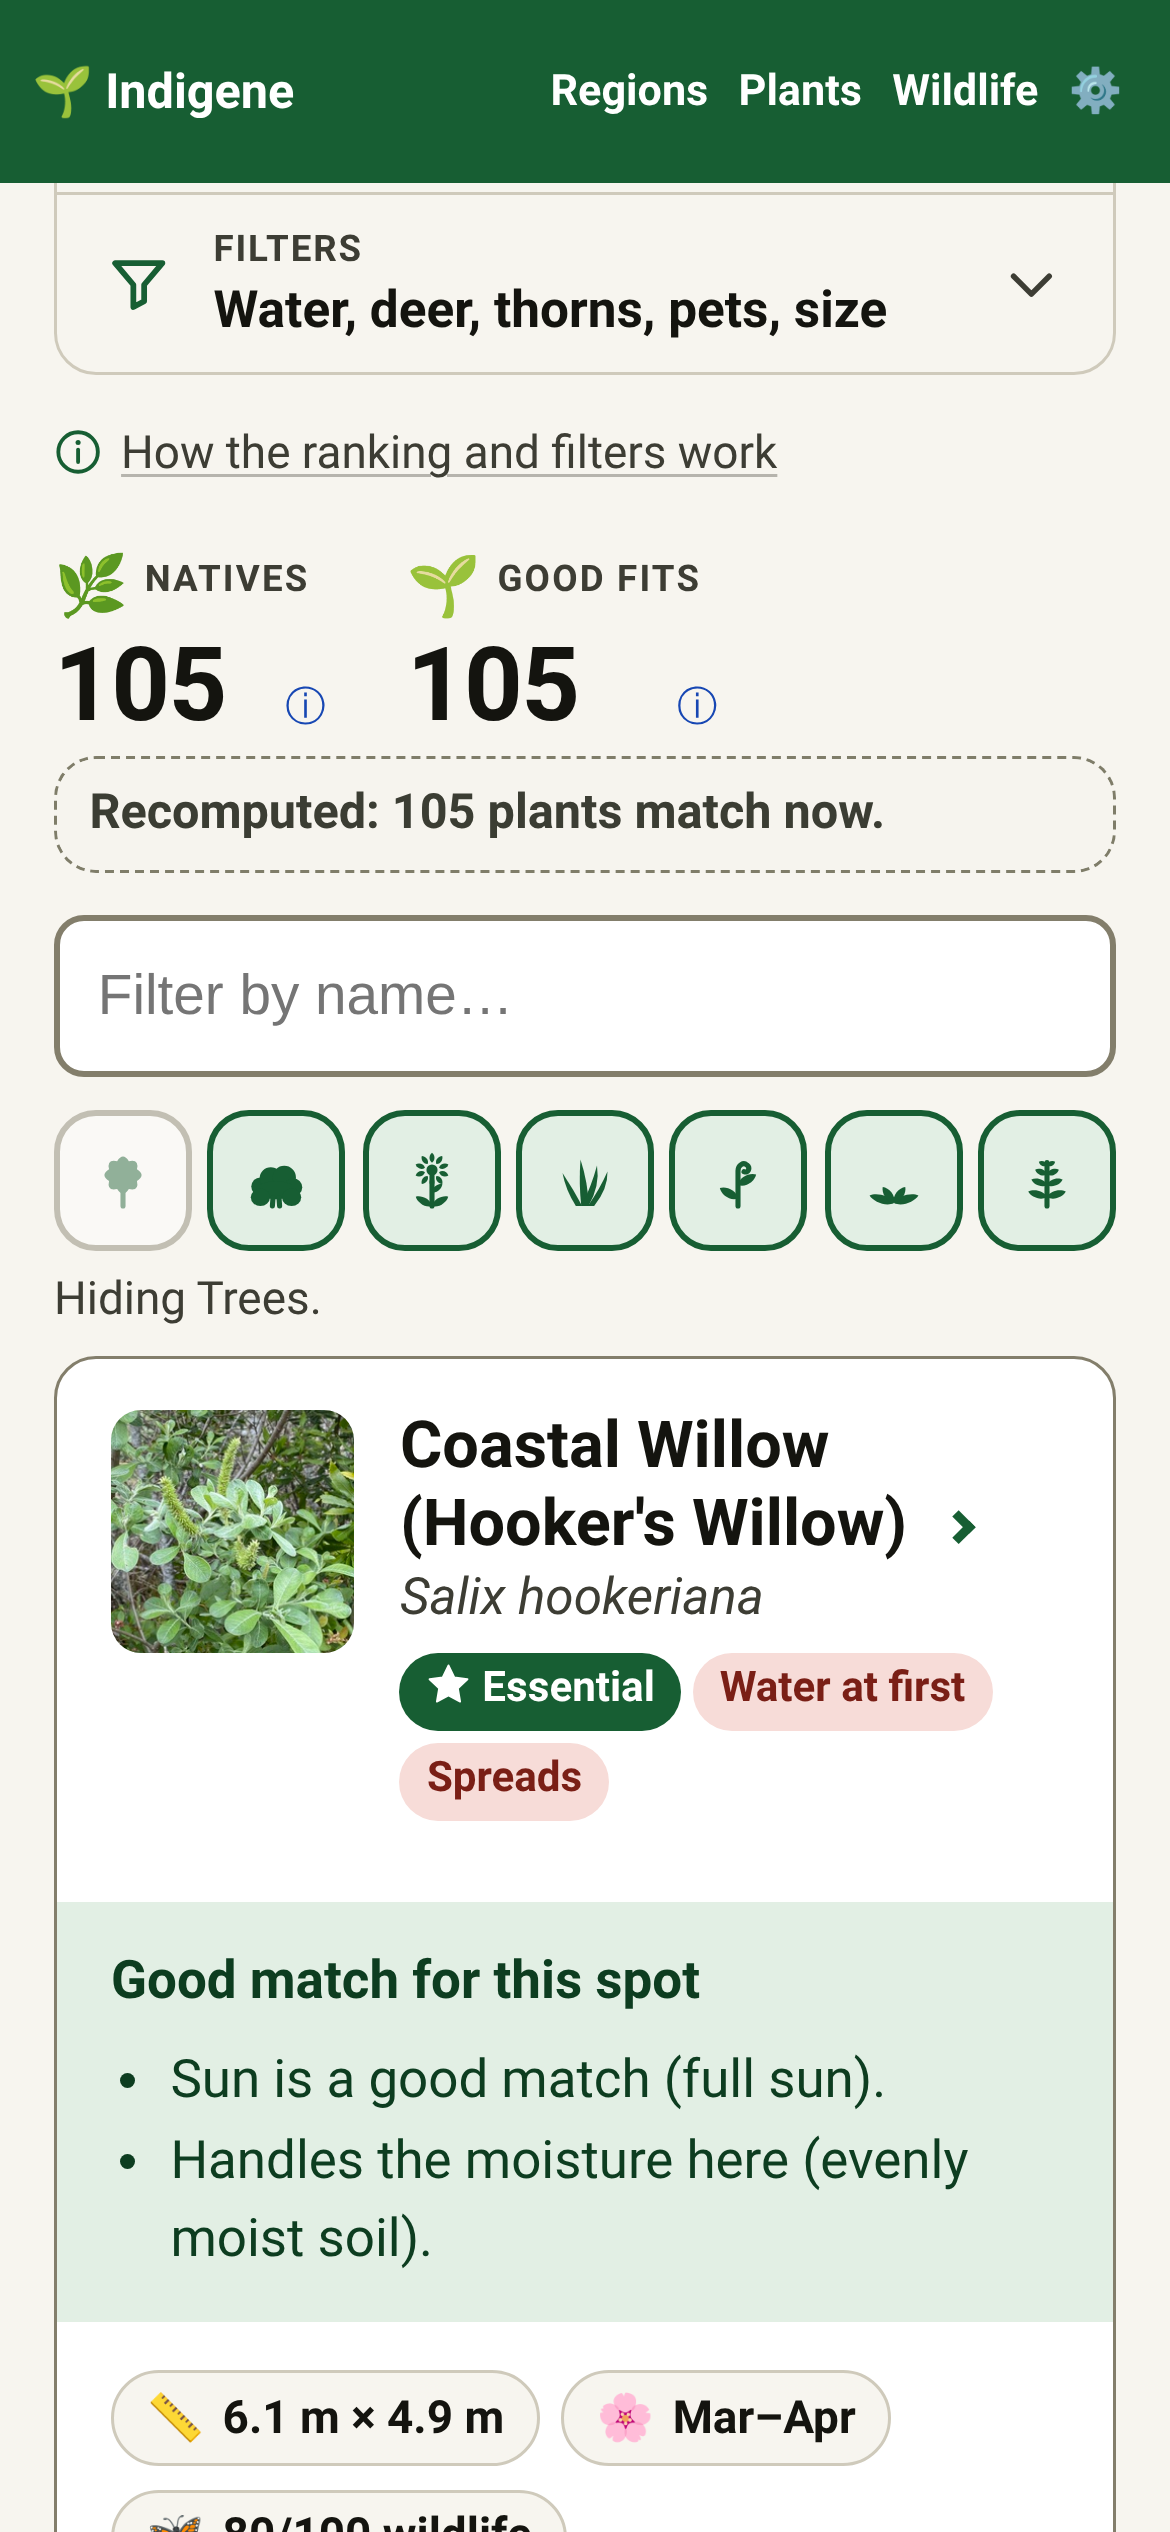 Indigene
Regions Plants Wildlife
FILTERS
Water, deer, thorns, pets, size
How the ranking and filters work
NATIVES
GOOD FITS
105
105
Recomputed: 105 plants match now.
Filter by name…
Hiding Trees.
Coastal Willow
(Hooker's Willow)
Salix hookeriana
Essential
Water at first
Spreads
Good match for this spot
• Sun is a good match (full sun).
• Handles the moisture here (evenly
moist soil).
6.1 m × 4.9 m
Mar–Apr
80/100 wildlife